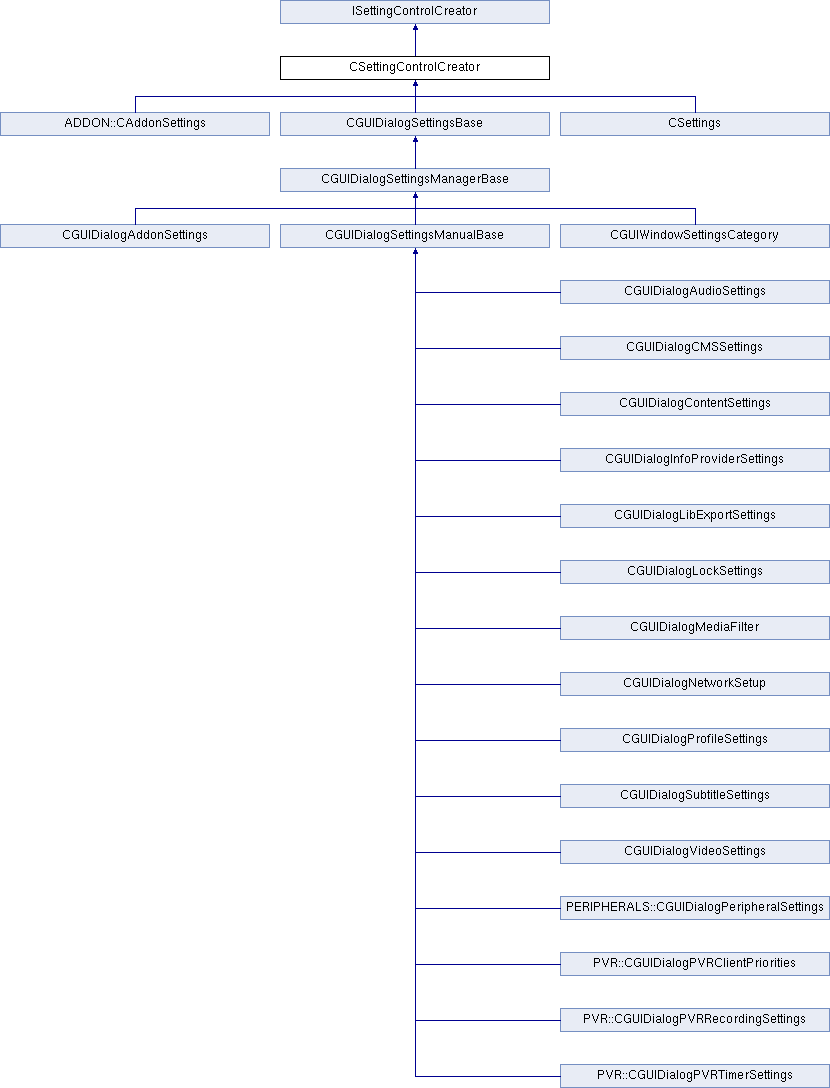 ISettingControlCreator
CSettingControlCreator
ADDON::CAddonSettings
CGUIDialogSettingsBase
CSettings
CGUIDialogSettingsManagerBase
CGUIDialogAddonSettings
CGUIDialogSettingsManualBase
CGUIWindowSettingsCategory
CGUIDialogAudioSettings
CGUIDialogCMSSettings
CGUIDialogContentSettings
CGUIDialogInfoProviderSettings
CGUIDialogLibExportSettings
CGUIDialogLockSettings
CGUIDialogMediaFilter
CGUIDialogNetworkSetup
CGUIDialogProfileSettings
CGUIDialogSubtitleSettings
CGUIDialogVideoSettings
PERIPHERALS::CGUIDialogPeripheralSettings
PVR::CGUIDialogPVRClientPriorities
PVR::CGUIDialogPVRRecordingSettings
PVR::CGUIDialogPVRTimerSettings